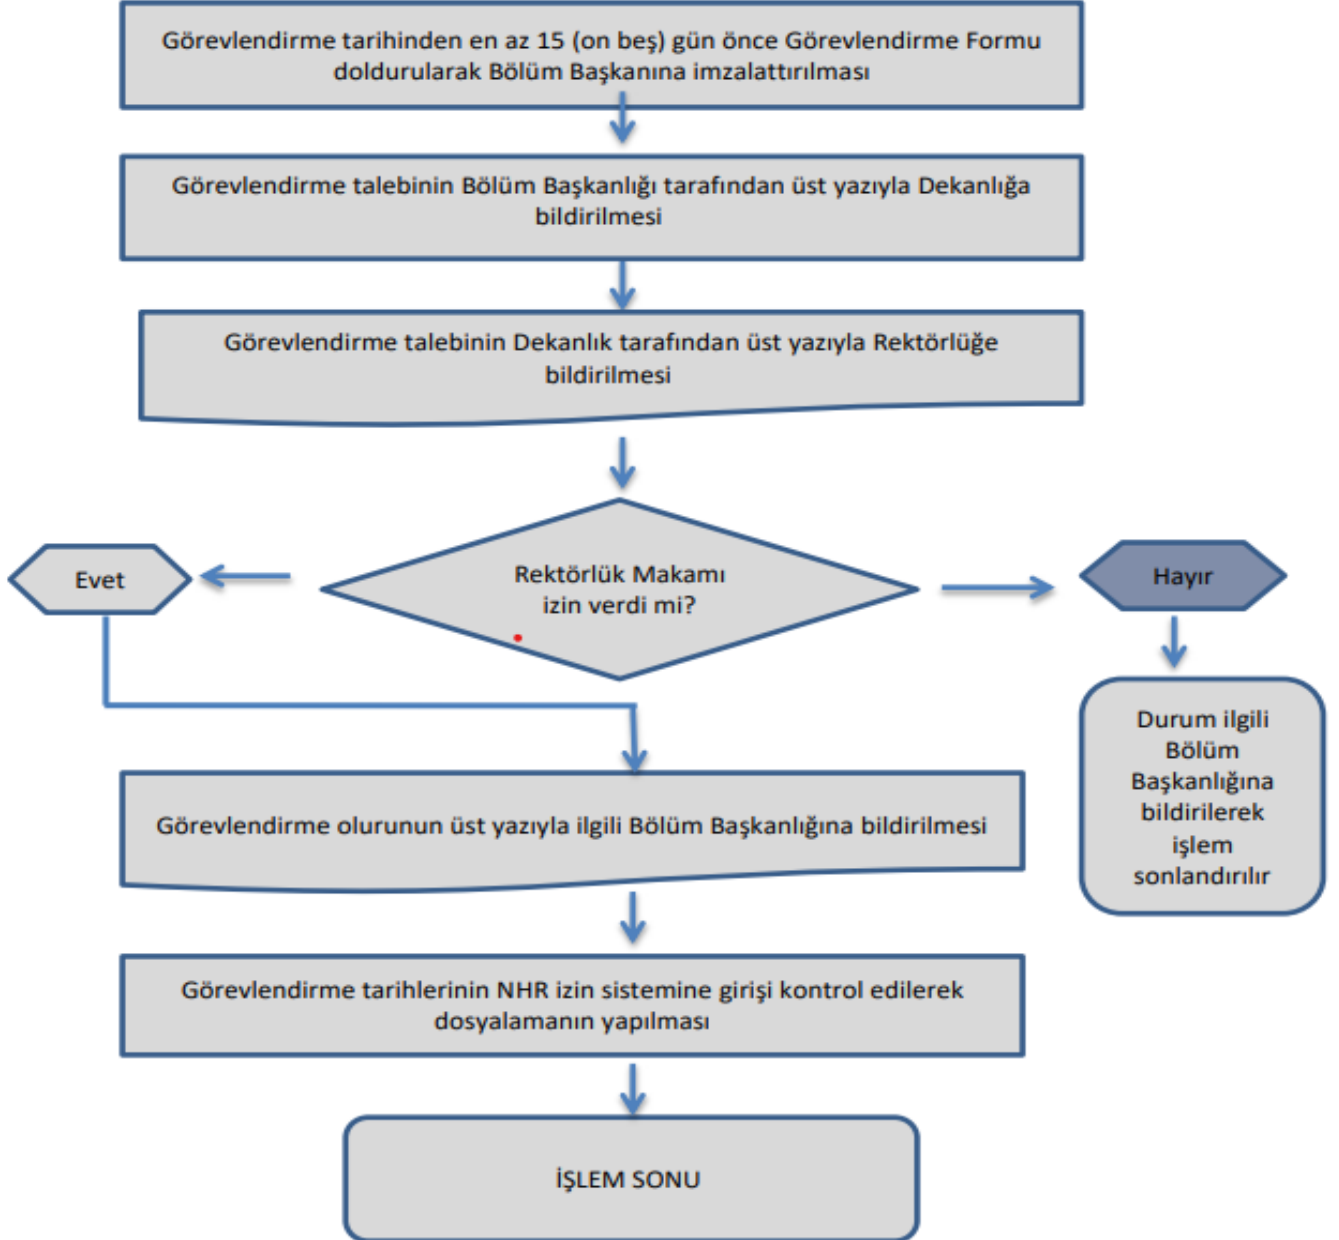 Görevlendirme tarihinden en az 15 (on beş) gün önce Görevlendirme Formu
doldurularak Bölüm Başkanına imzalattırılması
Görevlendirme talebinin Bölüm Başkanlığı tarafından üst yazıyla Dekanlığa
bildirilmesi
Görevlendirme talebinin Dekanlık tarafından üst yazıyla Rektörlüğe
bildirilmesi
Rektörlük Makamı
izin verdi mi?
Evet
Hayır
Durum ilgili
Bölüm
Başkanlığına
bildirilerek
işlem
sonlandırılır
Görevlendirme olurunun üst yazıyla ilgili Bölüm Başkanlığına bildirilmesi
Görevlendirme tarihlerinin NHR izin sistemine girişi kontrol edilerek
dosyalamanın yapılması
İŞLEM SONU